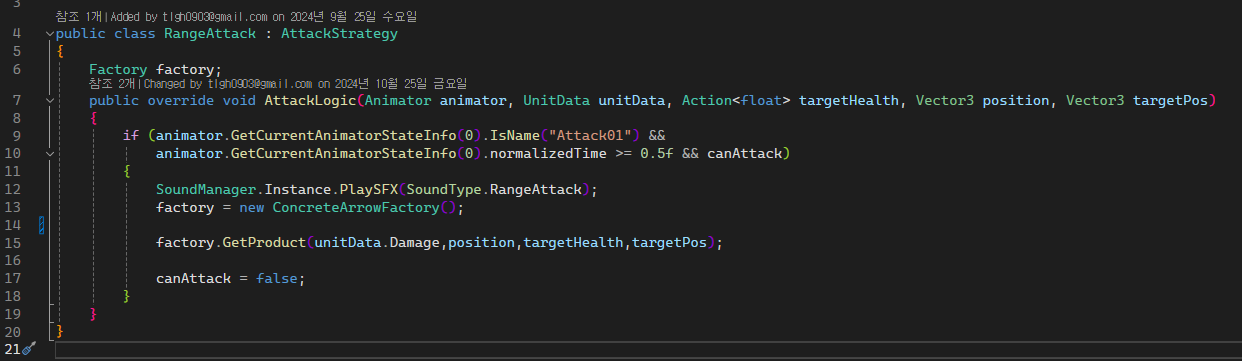 3
참조 1개|Added by tlgh0903@gmail.com on 2024년 9월 25일 수요일
4 public class RangeAttack : AttackStrategy
5 {
6 Factory factory;
참조 2개|Changed by tlgh0903@gmail.com on 2024년 10월 25일 금요일
7 public override void AttackLogic(Animator animator, UnitData unitData, Action<float> targetHealth, Vector3 position, Vector3 targetPos)
8 {
9 if (animator.GetCurrentAnimatorStateInfo(0).IsName("Attack01") &&
10 animator.GetCurrentAnimatorStateInfo(0).normalizedTime >= 0.5f && canAttack)
11 {
12 SoundManager.Instance.PlaySFX(SoundType.RangeAttack);
13 factory = new ConcreteArrowFactory();
14
15 factory.GetProduct(unitData.Damage,position,targetHealth,targetPos);
16
17 canAttack = false;
18 }
19 }
20 }
21